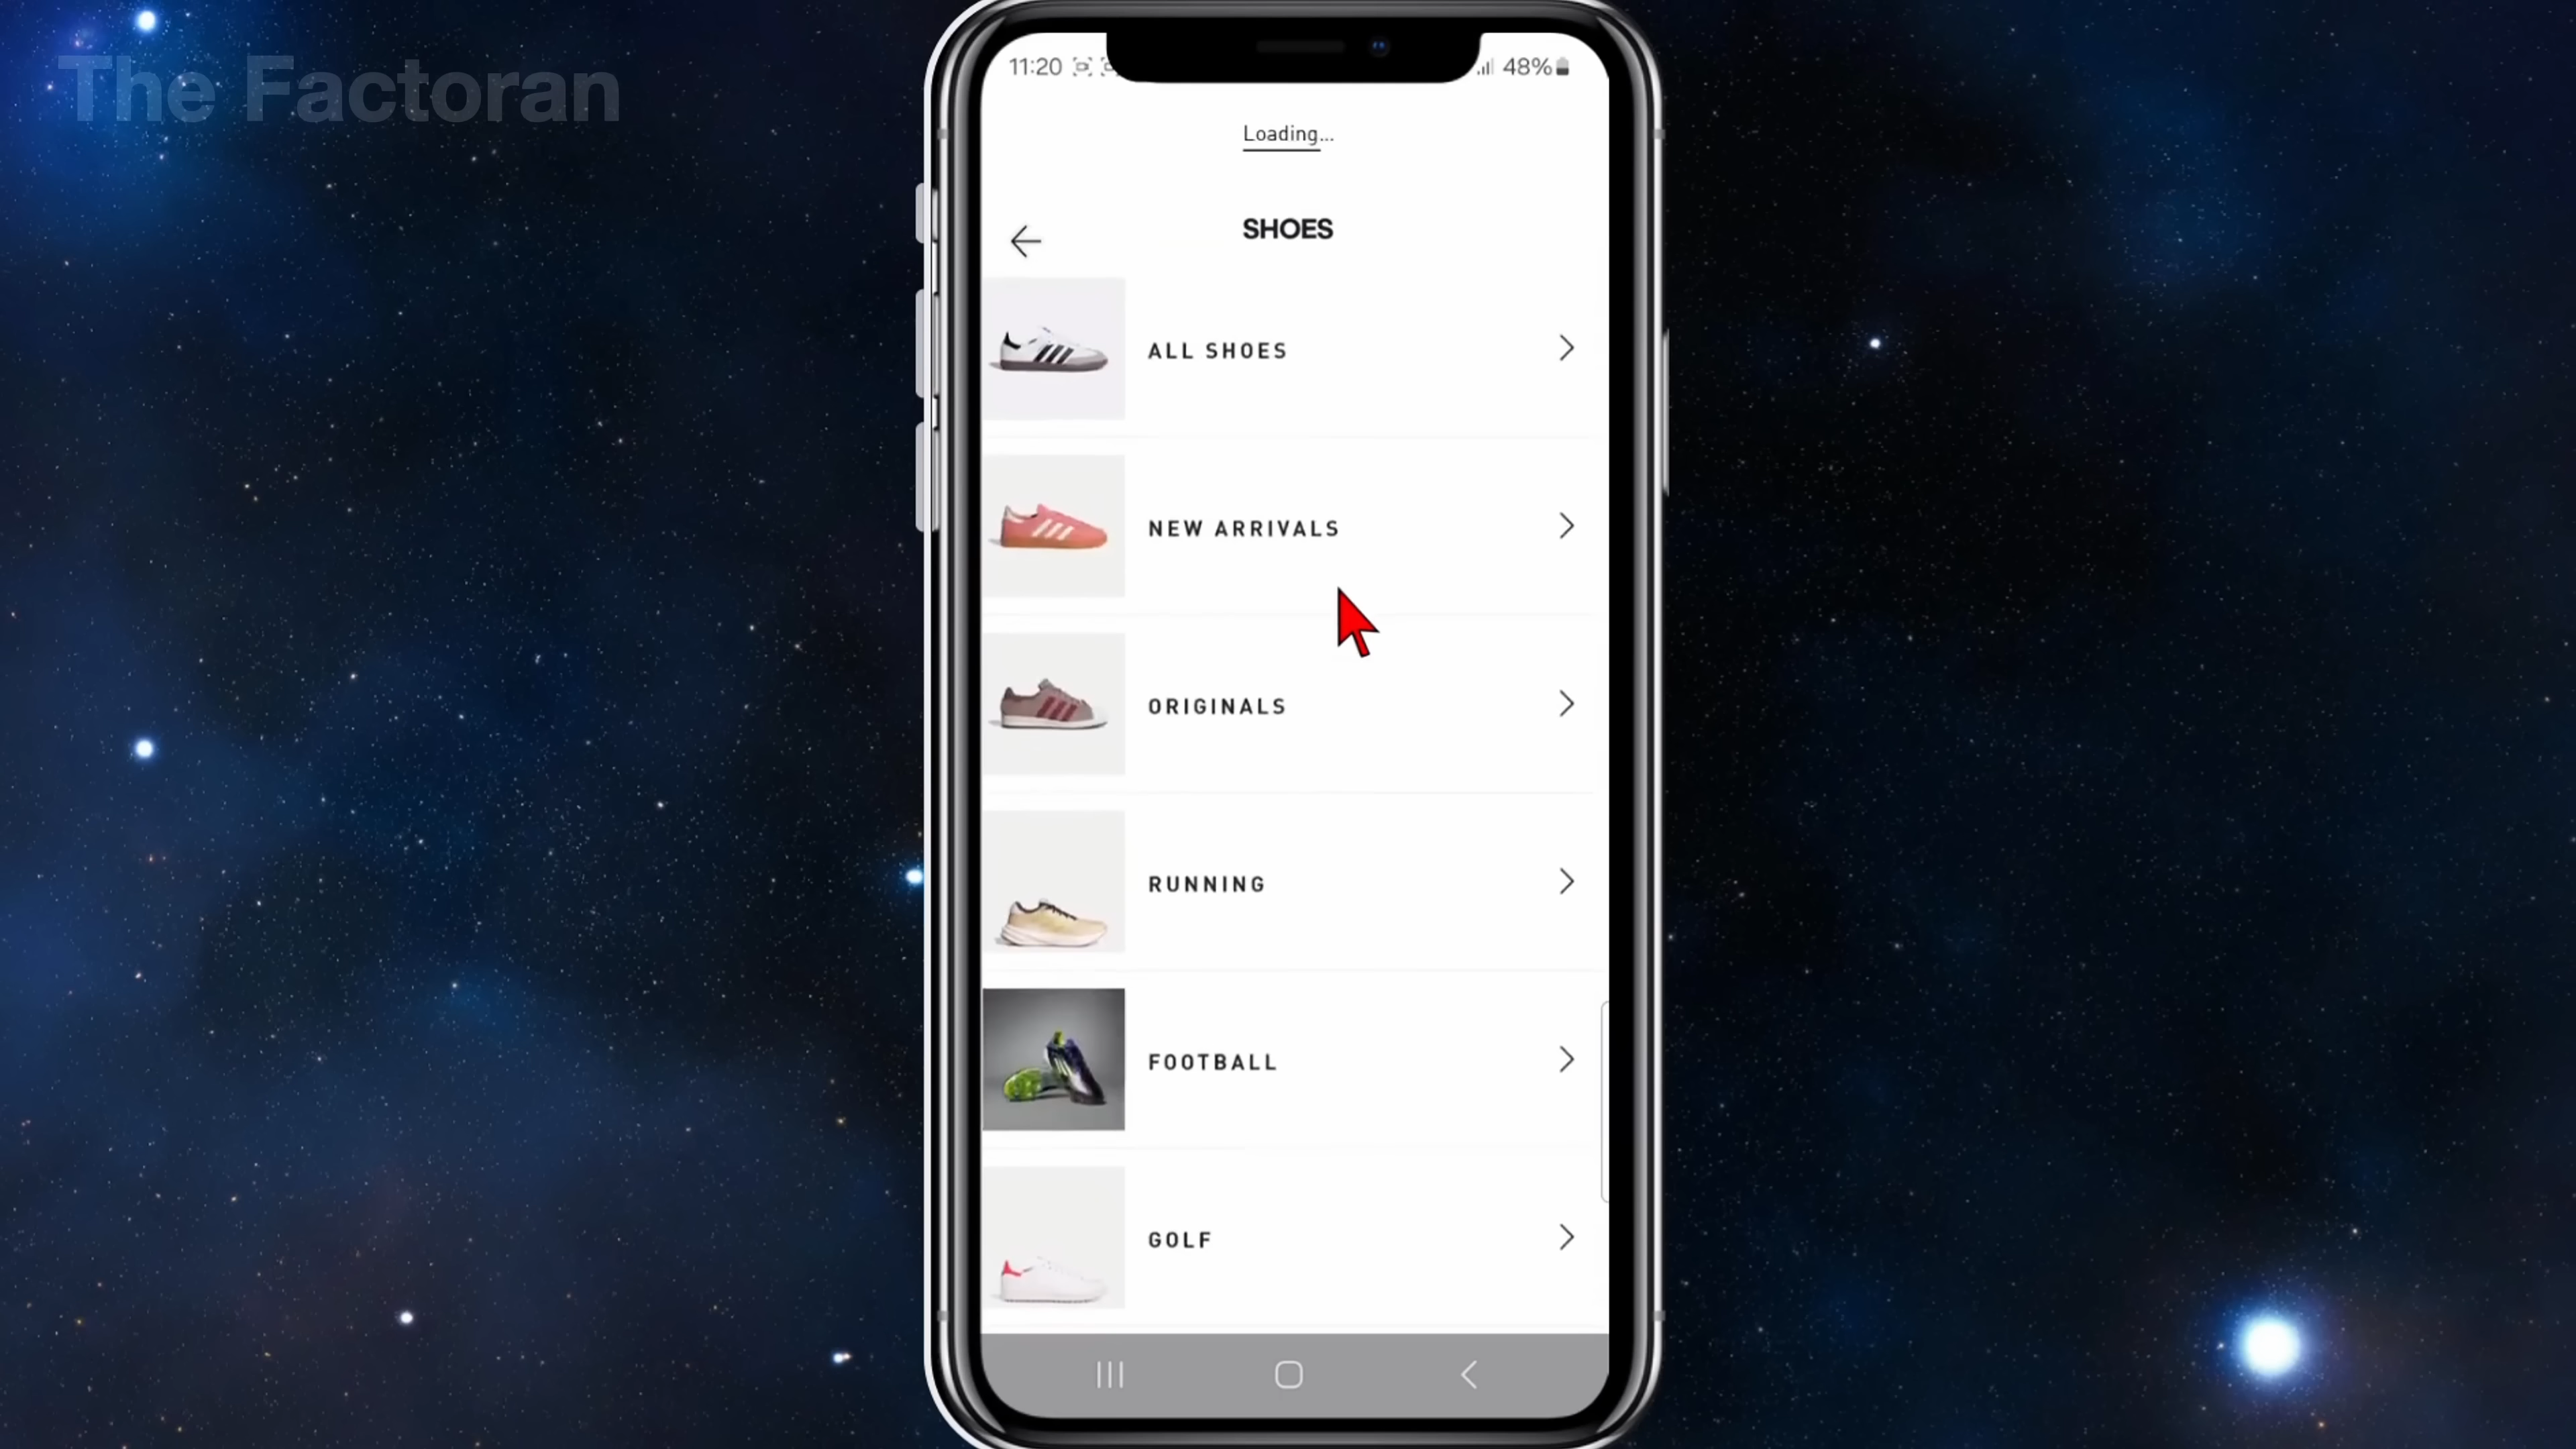 The Factoran
11:20
48%
Loading...
SHOES
ALL SHOES
NEW ARRIVALS
ORIGINALS
RUNNING
FOOTBALL
GOLF